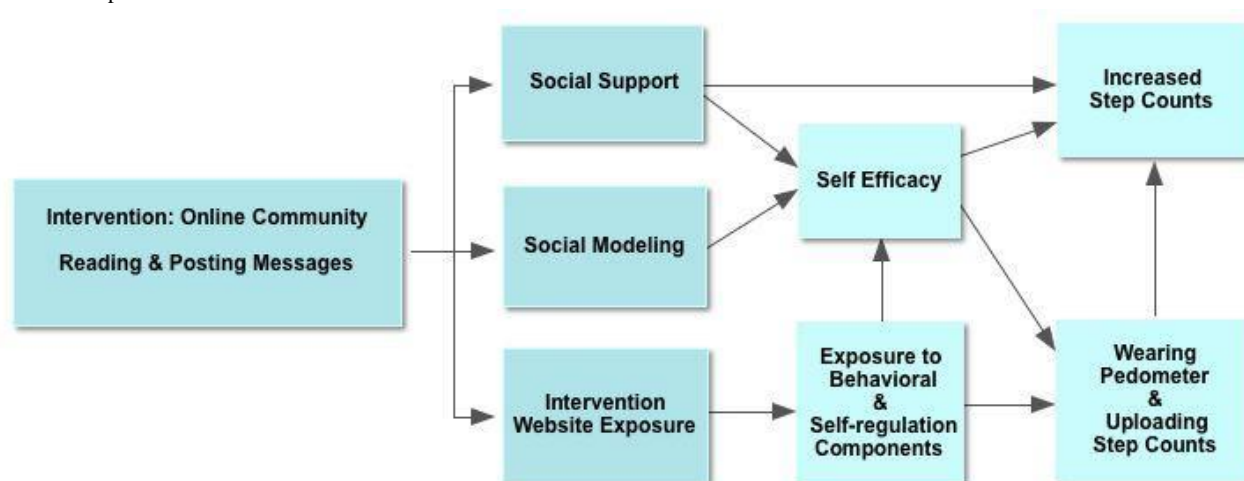 Intervention: Online Community
Reading & Posting Messages
Social Support
Social Modeling
Intervention
Website Exposure
Self Efficacy
Exposure to
Behavioral
&
Self-regulation
Components
Increased
Step Counts
Wearing
Pedometer
&
Uploading
Step Counts